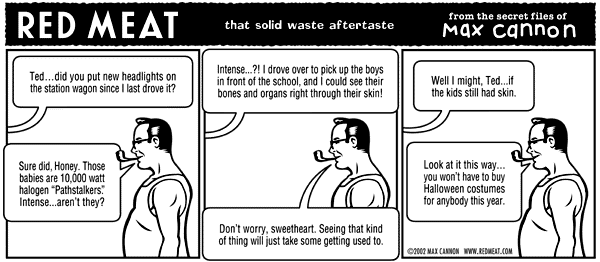 RED MEAT
that solid waste aftertaste
from the secret files of
Max Cannon
Ted...did you put new headlights on
the station wagon since I last drove it?
Sure did, Honey. Those
babies are 10,000 watt
halogen "Pathstalkers."
Intense...aren't they?
Intense...?! I drove over to pick up the boys
in front of the school, and I could see their
bones and organs right through their skin!
Don't worry, sweetheart. Seeing that kind
of thing will just take some getting used to.
Well I might, Ted...if
the kids still had skin.
Look at it this way...
you won't have to buy
Halloween costumes
for anybody this year.
©2002 MAX CANNON WWW.REDMEAT.COM